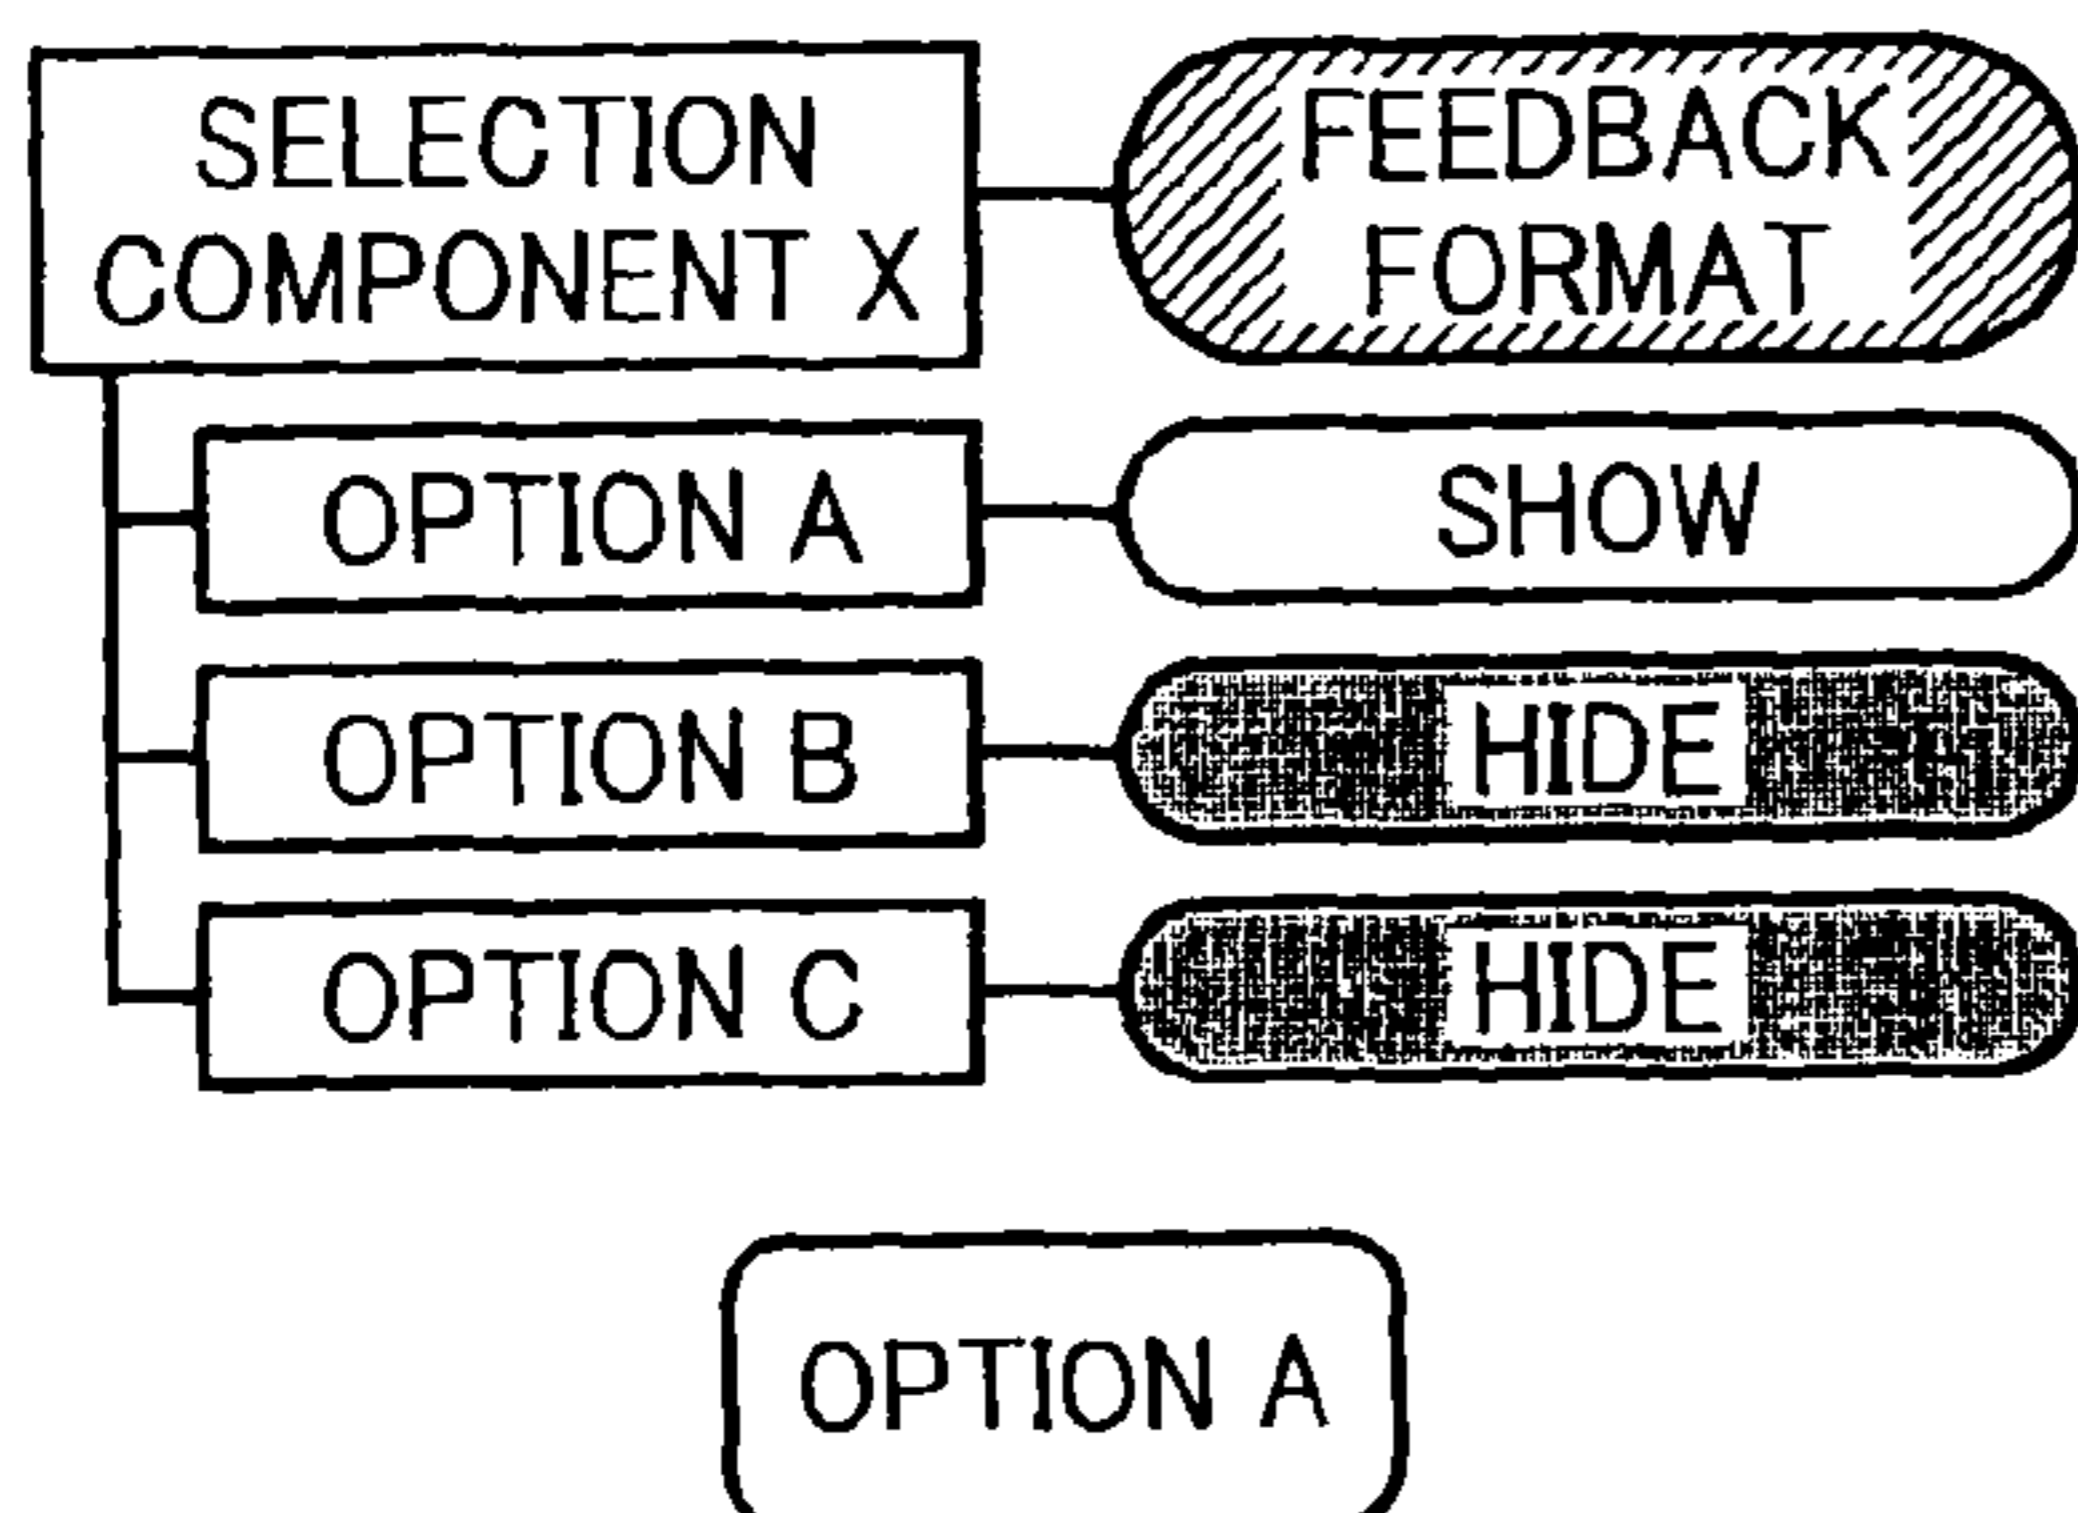 SELECTION
COMPONENT X
FEEDBACK
FORMAT
OPTION A
SHOW
OPTION B
HIDE
OPTION C
HIDE
OPTION A